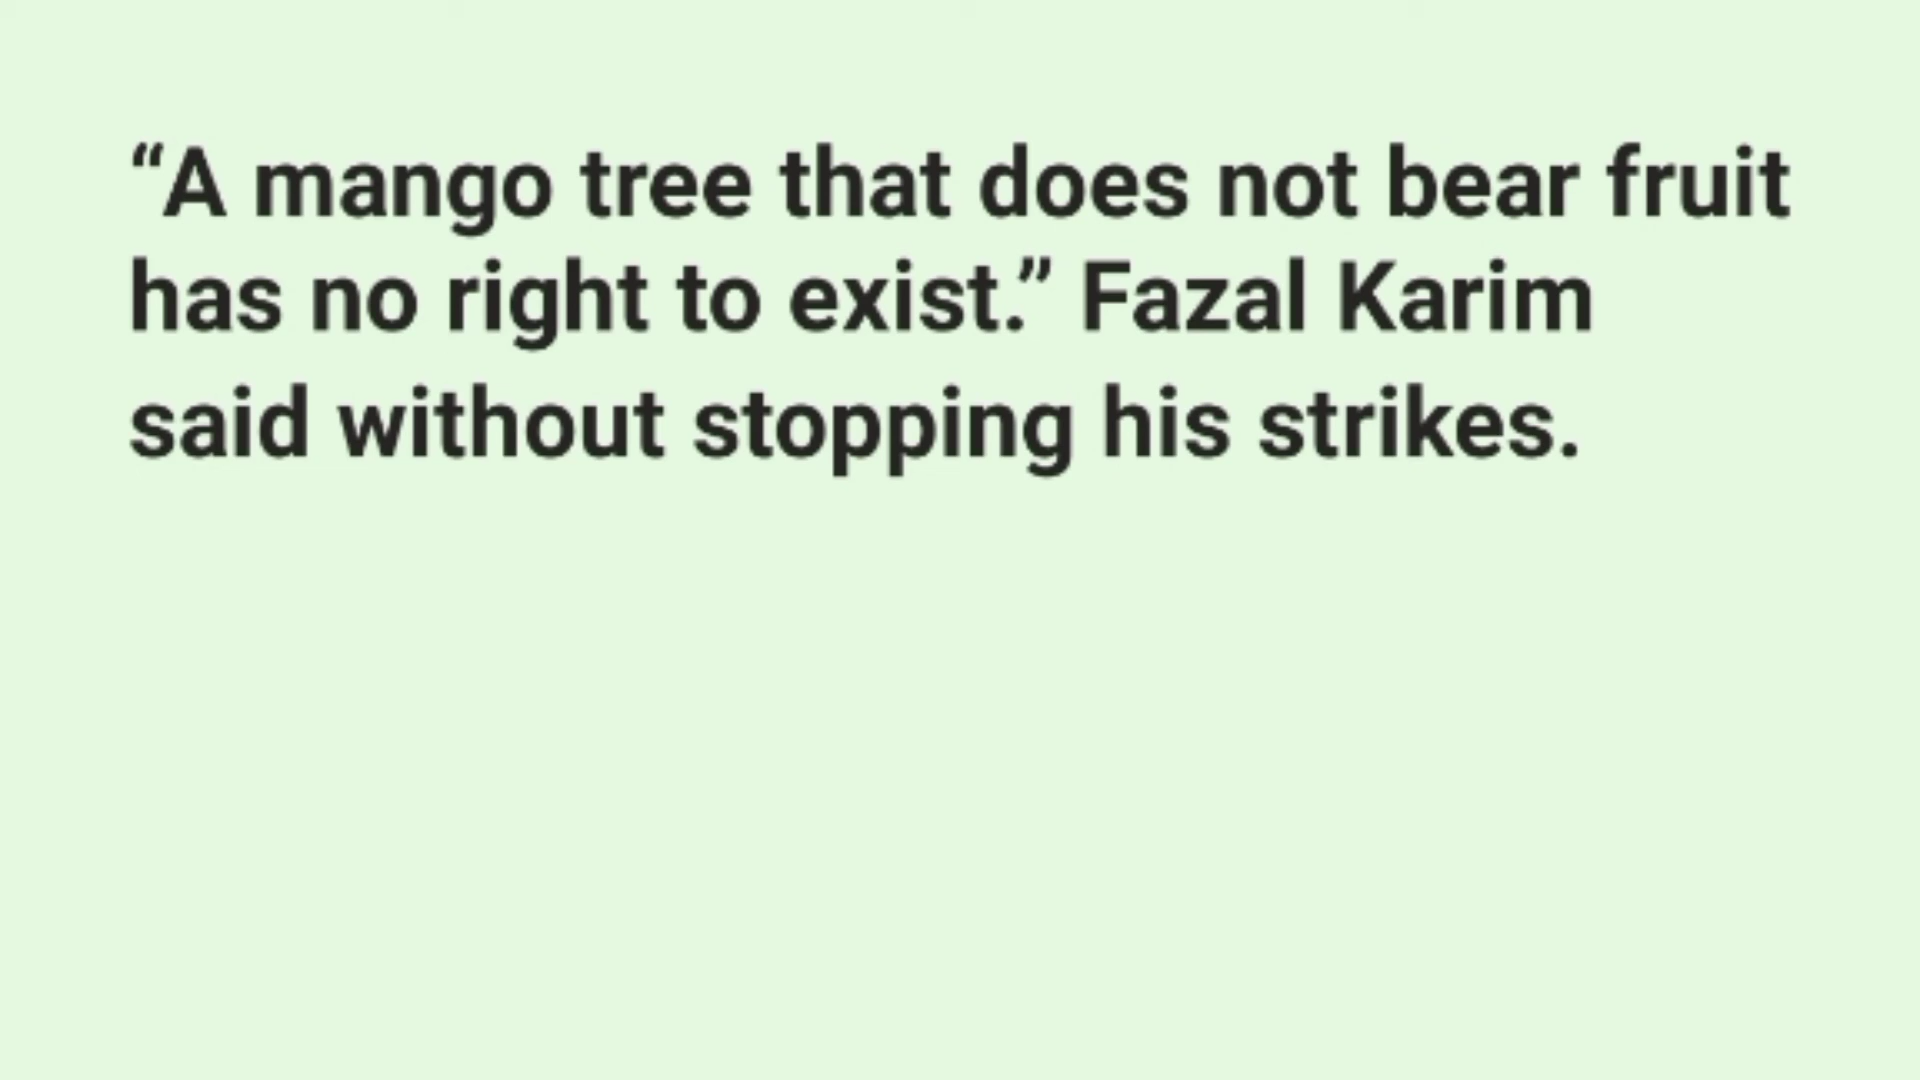 “A mango tree that does not bear fruit
has no right to exist.” Fazal Karim
said without stopping his strikes.